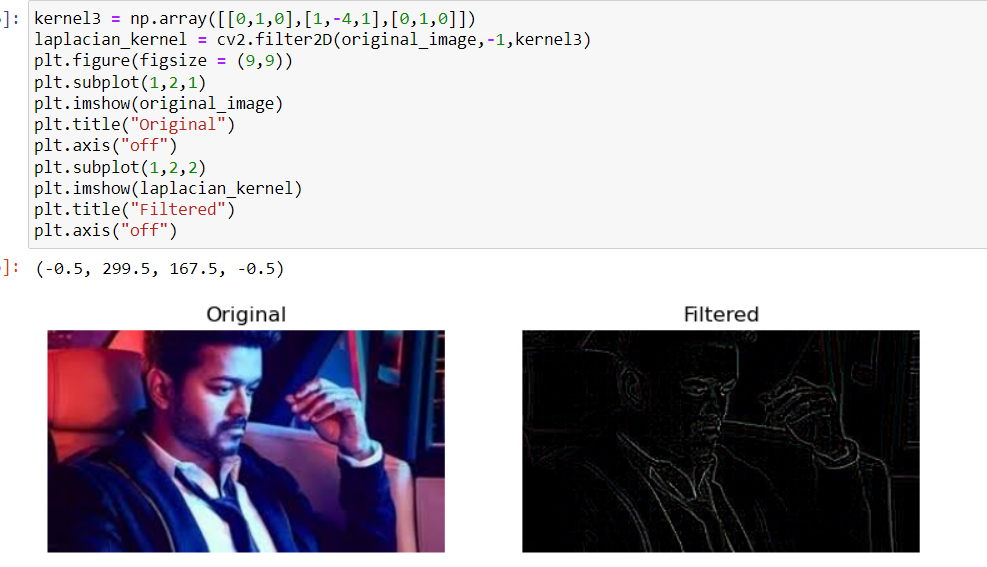 ]: kernel3 = np.array([[0,1,0],[1,-4,1],[0,1,0]])
laplacian_kernel = cv2.filter2D(original_image,-1,kernel3)
plt.figure(figsize = (9,9))
plt.subplot(1,2,1)
plt.imshow(original_image)
plt.title("Original")
plt.axis("off")
plt.subplot(1,2,2)
plt.imshow(laplacian_kernel)
plt.title("Filtered")
plt.axis("off")
]: (-0.5, 299.5, 167.5, -0.5)
Original Filtered